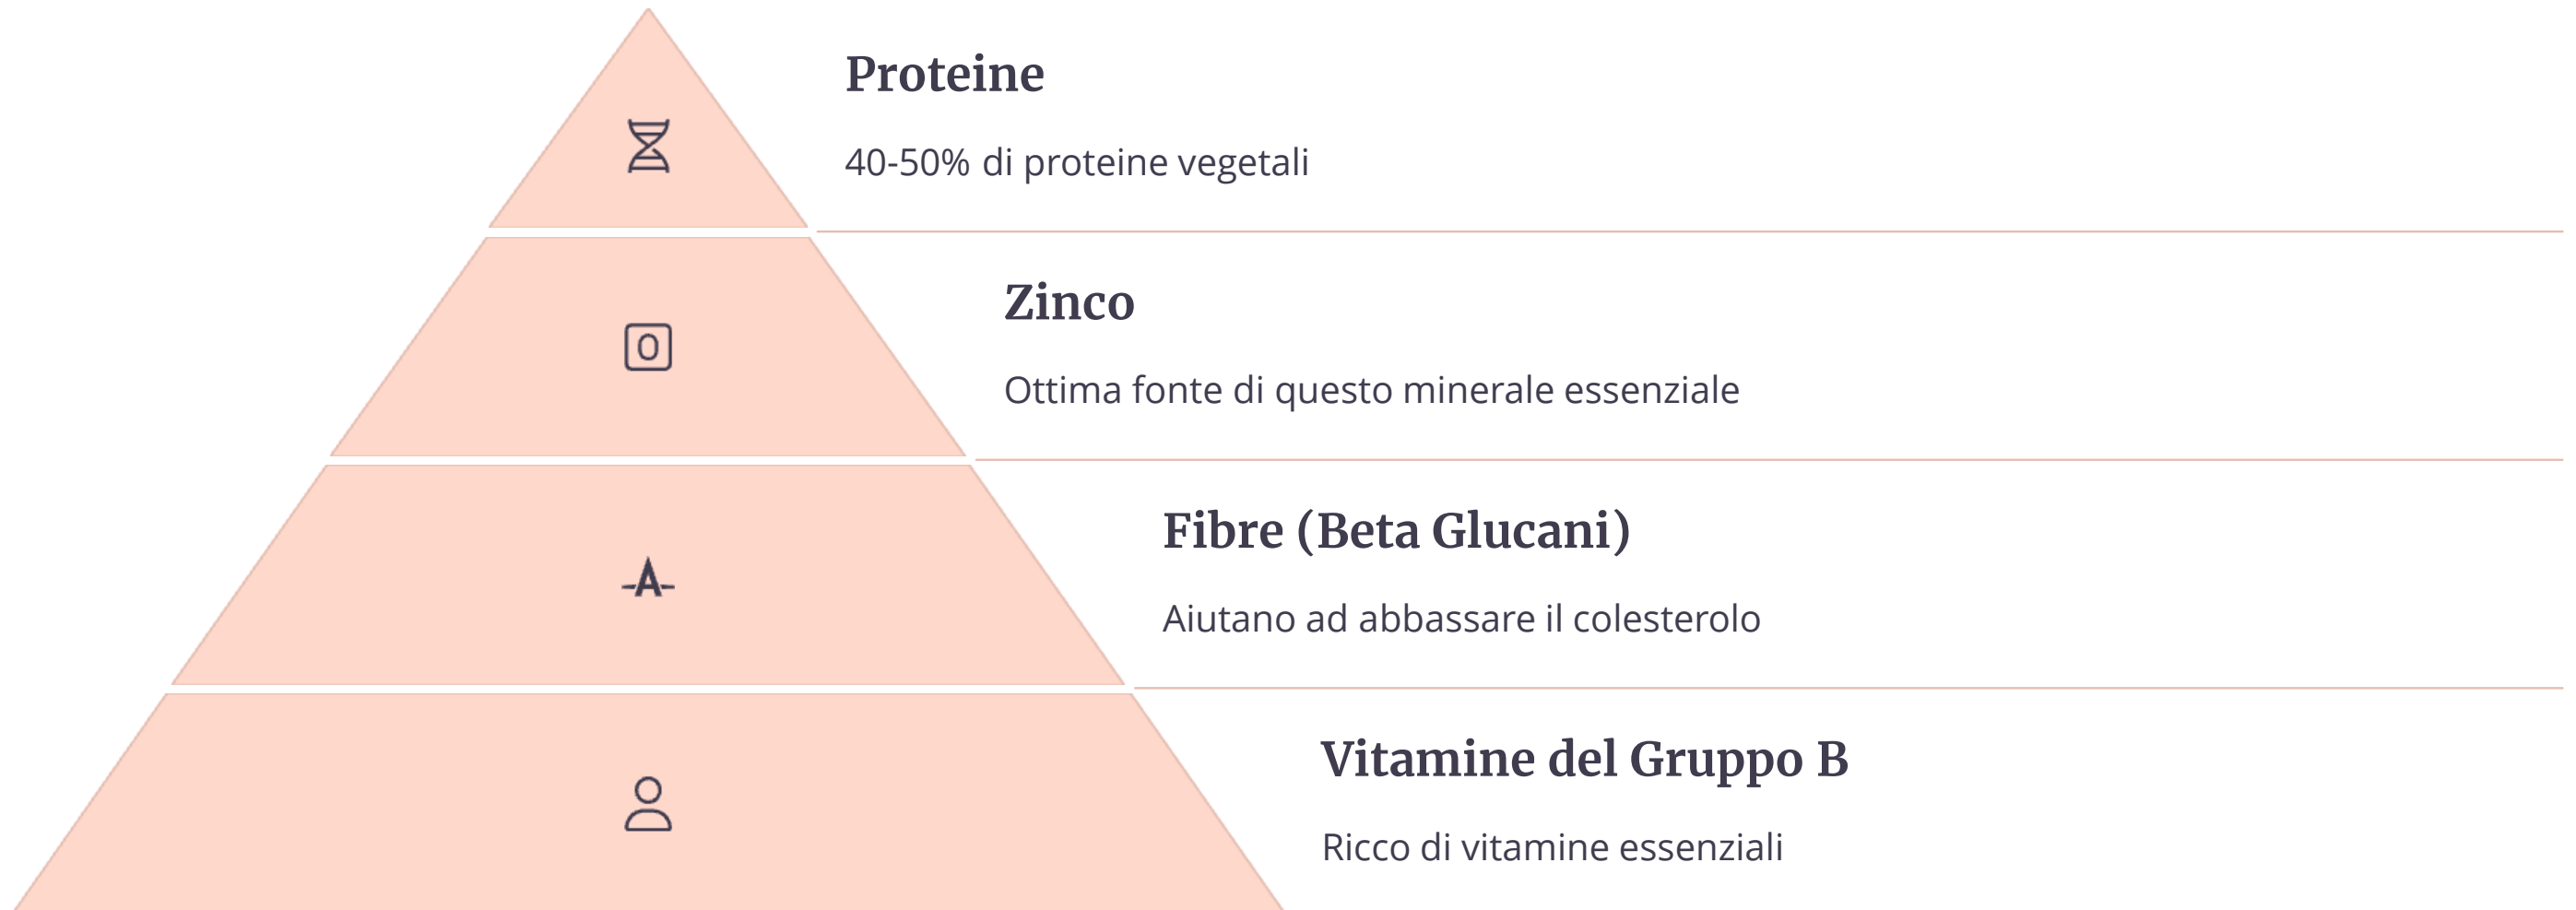 Proteine
40-50% di proteine vegetali
Zinco
Ottima fonte di questo minerale essenziale
Fibre (Beta Glucani)
Aiutano ad abbassare il colesterolo
Vitamine del Gruppo B
Ricco di vitamine essenziali